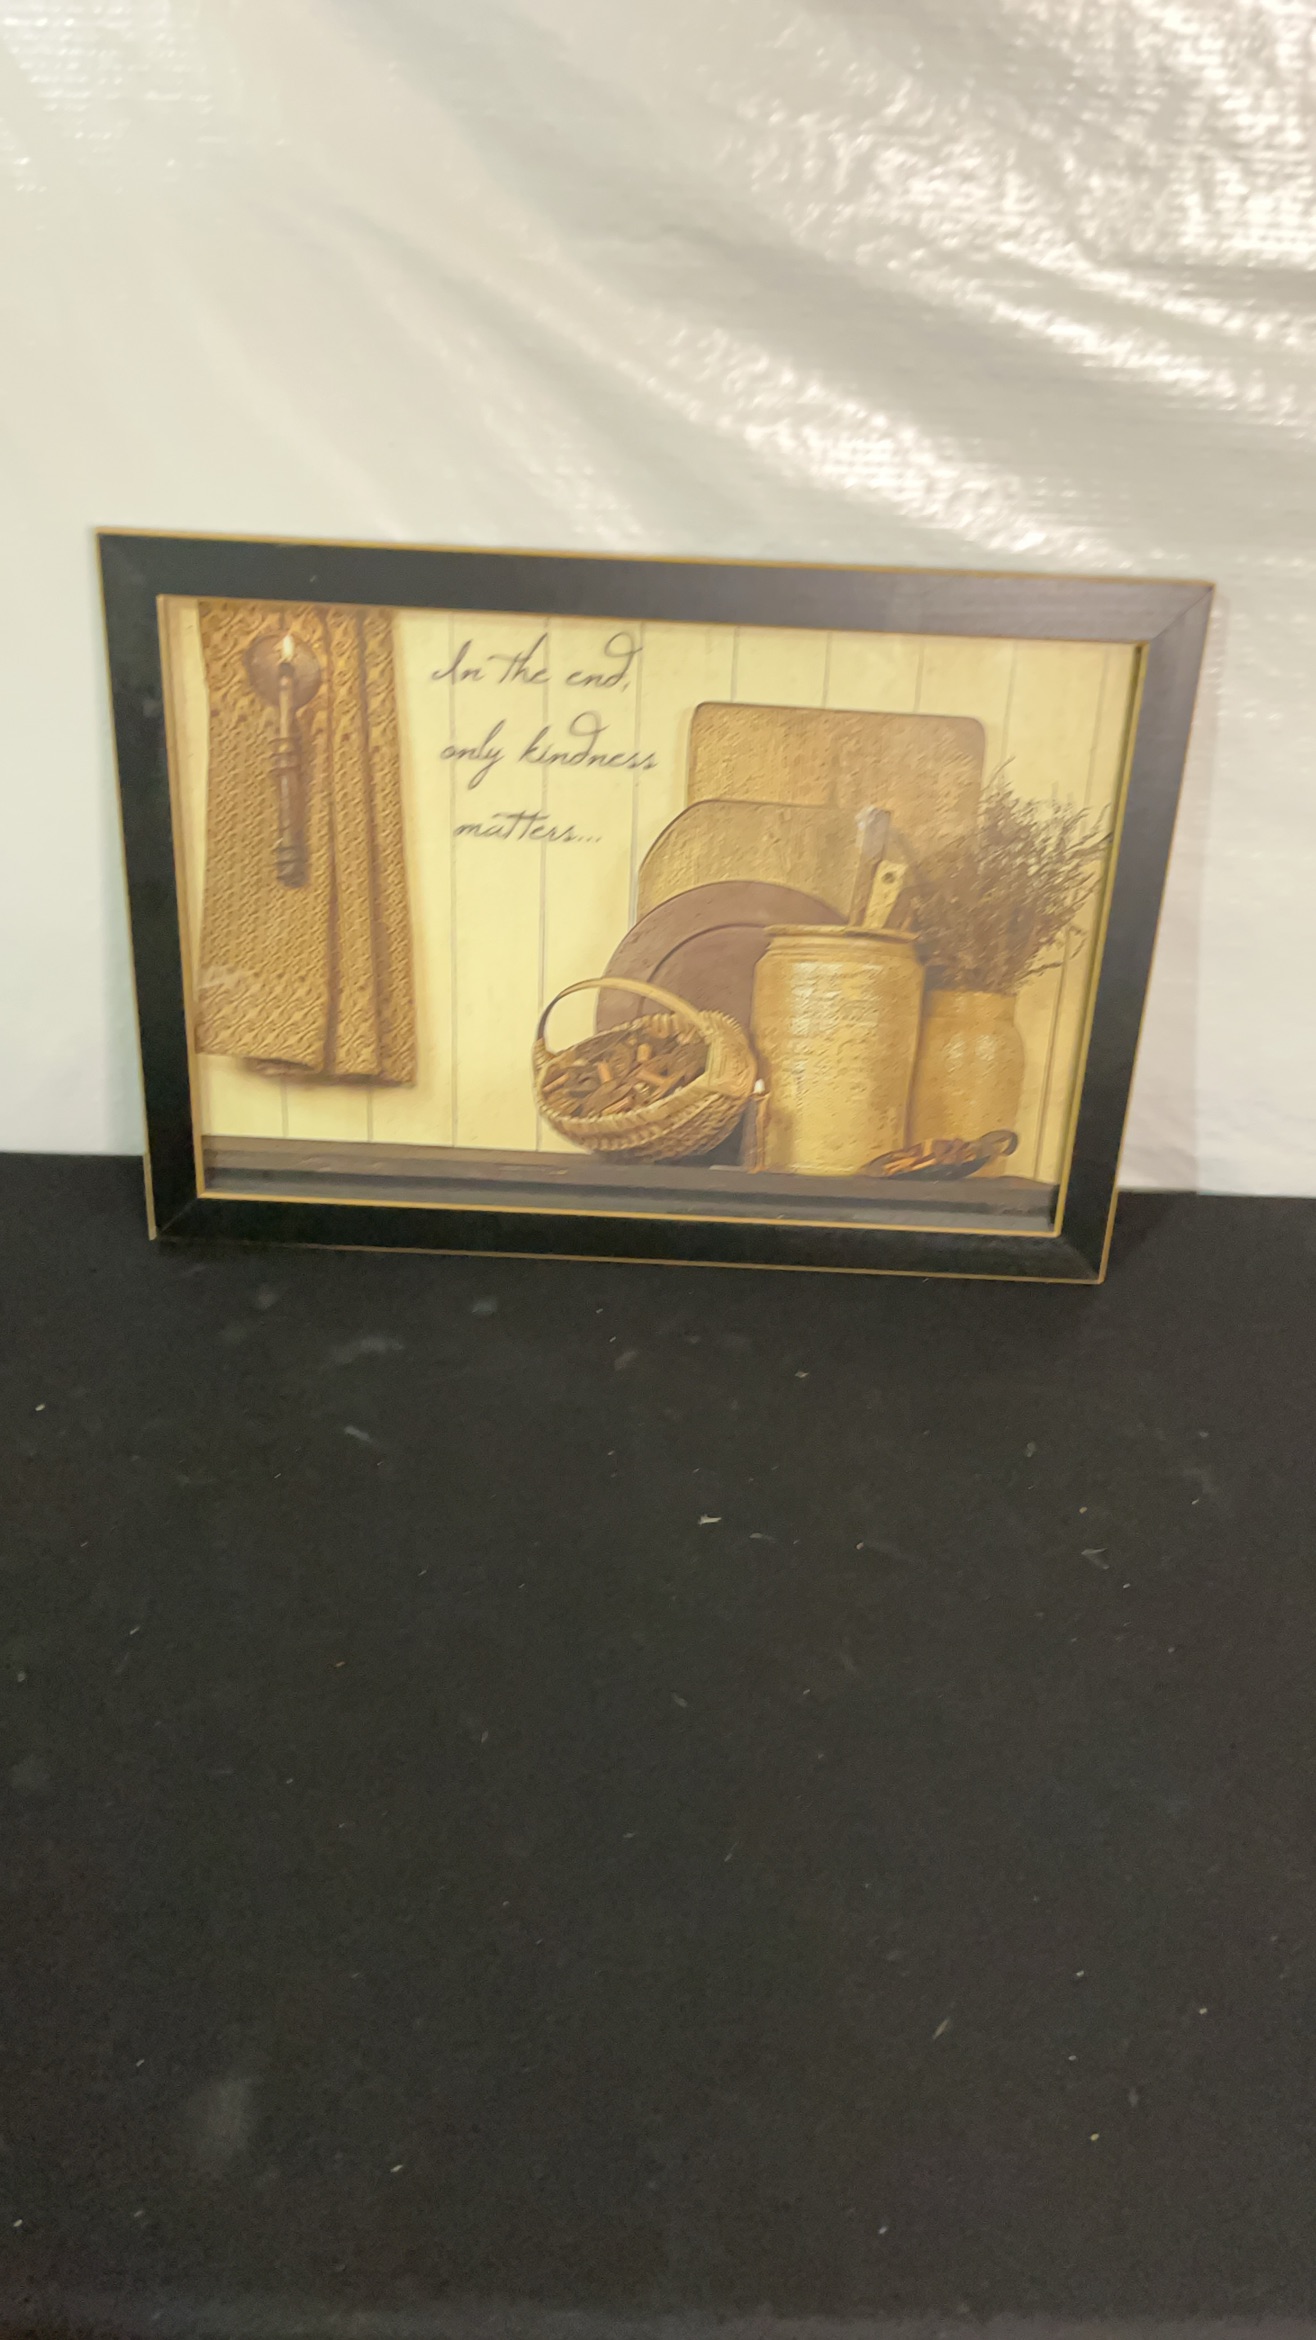 In the end,
only kindness
matters...